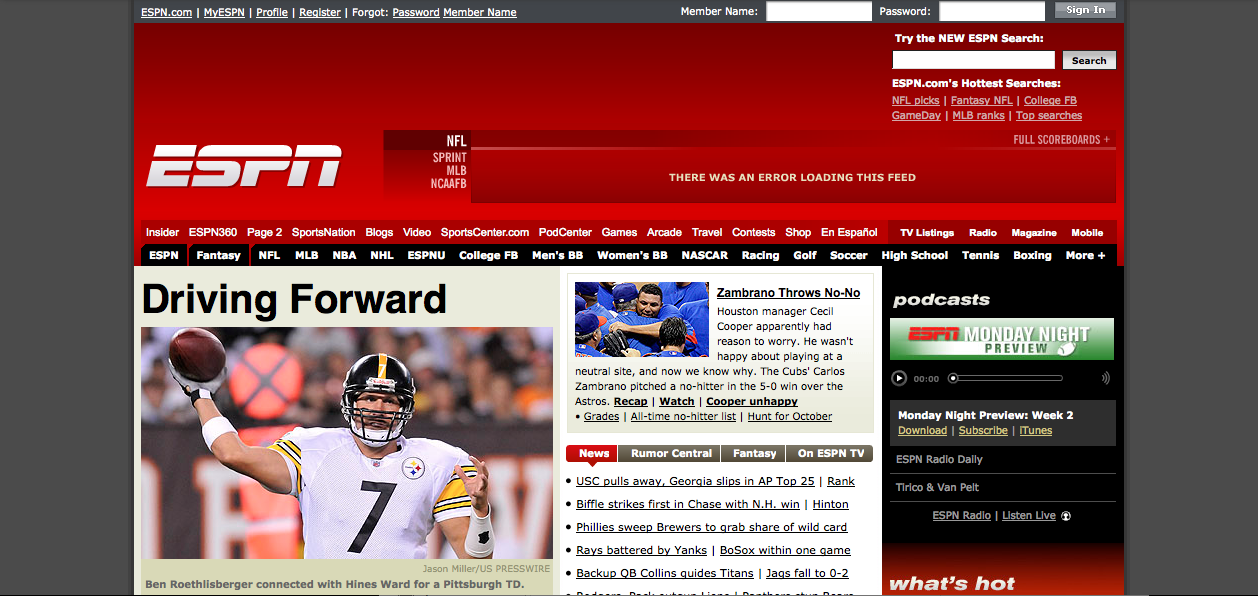 ESPN.com | MyESPN | Profile | Register | Forgot: Password Member Name
Member Name:
Password:
Sign In
Try the NEW ESPN Search:
Search
ESPN.com's Hottest Searches:
NFL picks | Fantasy NFL | College FB
GameDay | MLB ranks | Top searches
ESPN
NFL
SPRINT
MLB
NCAAFB
FULL SCOREBOARDS +
THERE WAS AN ERROR LOADING THIS FEED
Insider ESPN360 Page 2 SportsNation Blogs Video SportsCenter.com PodCenter Games Arcade Travel Contests Shop En Español TV Listings Radio Magazine Mobile
ESPN Fantasy NFL MLB NBA NHL ESPNU College FB Men's BB Women's BB NASCAR Racing Golf Soccer High School Tennis Boxing More +
Driving Forward
7
Jason Miller/US PRESSWIRE
Ben Roethlisberger connected with Hines Ward for a Pittsburgh TD.
Zambrano Throws No-No
Houston manager Cecil
Cooper apparently had
reason to worry. He wasn't
happy about playing at a
neutral site, and now we know why. The Cubs' Carlos
Zambrano pitched a no-hitter in the 5-0 win over the
Astros. Recap | Watch | Cooper unhappy
• Grades | All-time no-hitter list | Hunt for October
News Rumor Central Fantasy On ESPN TV
• USC pulls away, Georgia slips in AP Top 25 | Rank
• Biffle strikes first in Chase with N.H. win | Hinton
• Phillies sweep Brewers to grab share of wild card
• Rays battered by Yanks | BoSox within one game
• Backup QB Collins guides Titans | Jags fall to 0-2
podcasts
ESPN MONDAY NIGHT
PREVIEW
00:00
Monday Night Preview: Week 2
Download | Subscribe | iTunes
ESPN Radio Daily
Tirico & Van Pelt
ESPN Radio | Listen Live
what's hot